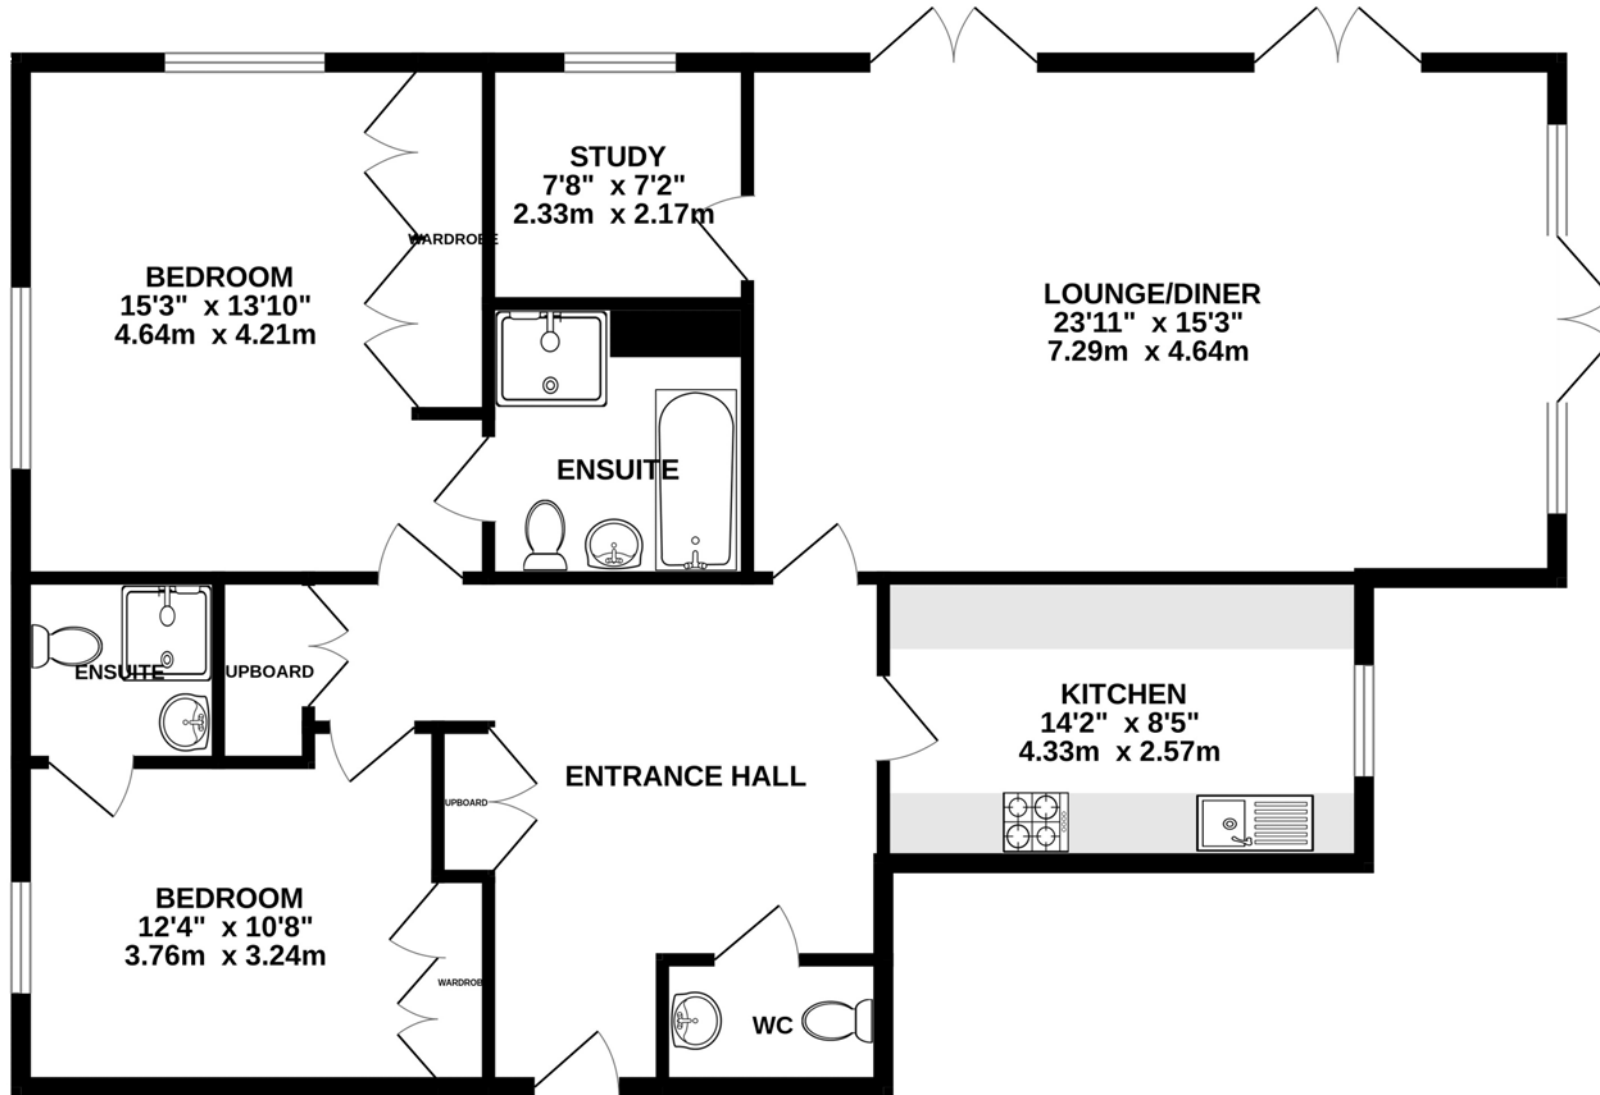 STUDY
7'8" x 7'2"
2.33m x 2.17m
WARDROBE
BEDROOM
15'3" x 13'10"
4.64m x 4.21m
LOUNGE/DINER
23'11" x 15'3"
7.29m x 4.64m
ENSUITE
ENSUITE
UPBOARD
KITCHEN
14'2" x 8'5"
4.33m x 2.57m
ENTRANCE HALL
UPBOARD
BEDROOM
12'4" x 10'8"
3.76m x 3.24m
WARDROB
WC